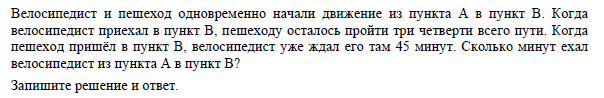 Велосипедист и пешеход одновременно начали движение из пункта А в пункт В. Когда
велосипедист приехал в пункт В, пешеходу осталось пройти три четверти всего пути. Когда
пешеход пришёл в пункт В, велосипедист уже ждал его там 45 минут. Сколько минут ехал
велосипедист из пункта А в пункт В?
Запишите решение и ответ.